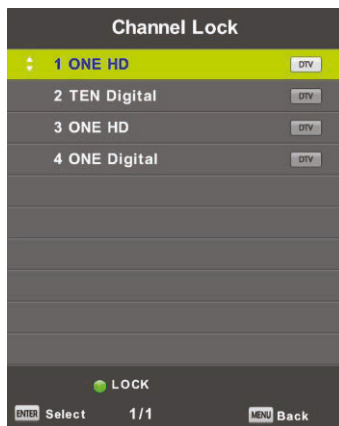 Channel Lock
1 ONE HD DTV
2 TEN Digital DTV
3 ONE HD DTV
4 ONE Digital DTV
LOCK
ENTER Select 1/1 MENU Back